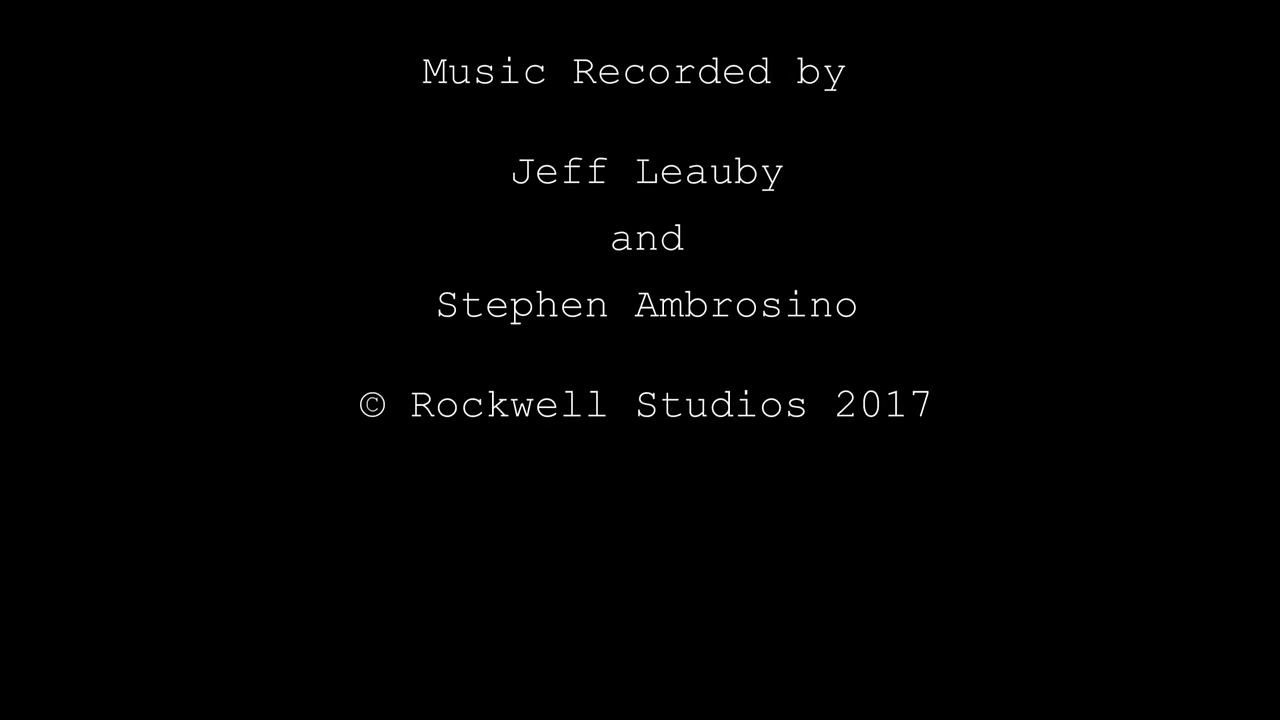 Music Recorded by
Jeff Leauby
and
Stephen Ambrosino
© Rockwell Studios 2017